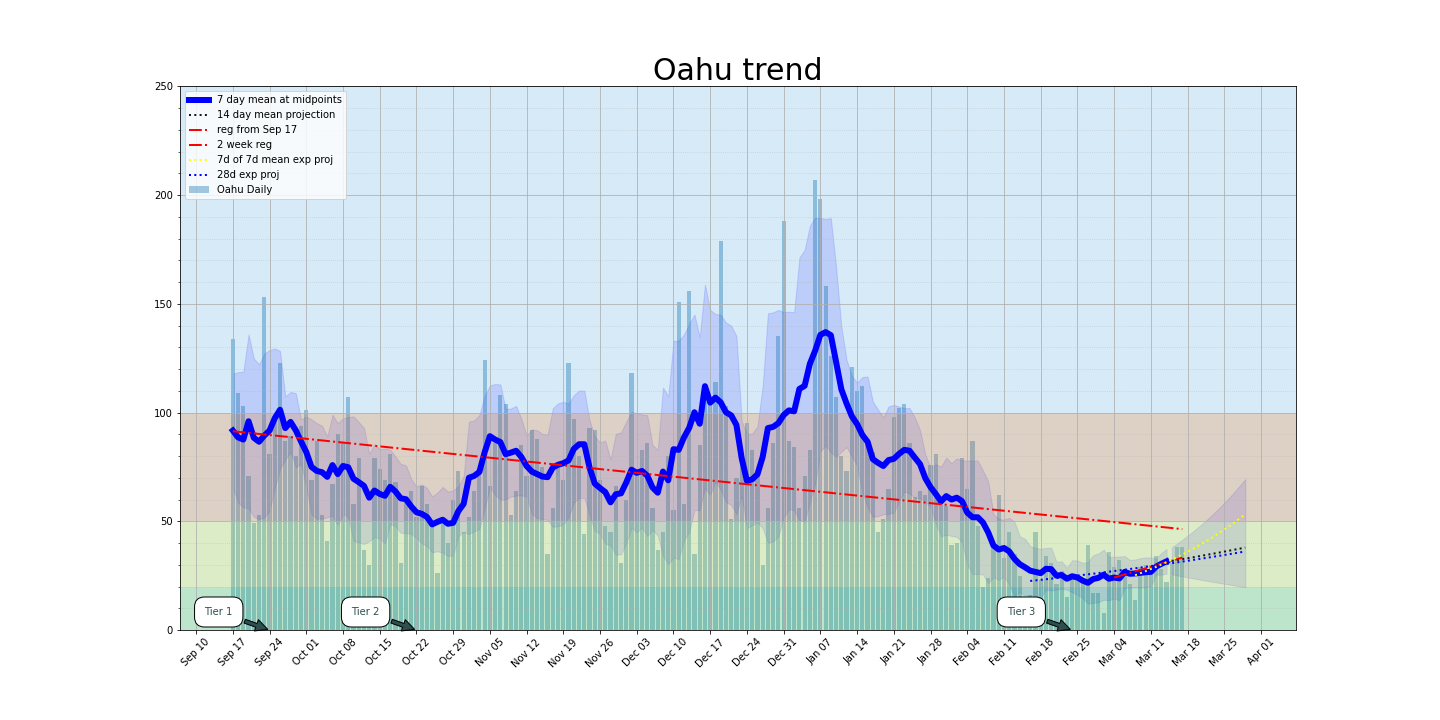 Oahu trend
250
200
150
100
50
0
7 day mean at midpoints
14 day mean projection
reg from Sep 17
2 week reg
7d of 7d mean exp proj
28d exp proj
Oahu Daily
Tier 1
Tier 2
Tier 3
Sep 10
Sep 17
Sep 24
Oct 01
Oct 08
Oct 15
Oct 22
Oct 29
Nov 05
Nov 12
Nov 19
Nov 26
Dec 03
Dec 10
Dec 17
Dec 24
Dec 31
Jan 07
Jan 14
Jan 21
Jan 28
Feb 04
Feb 11
Feb 18
Feb 25
Mar 04
Mar 11
Mar 18
Mar 25
Apr 01